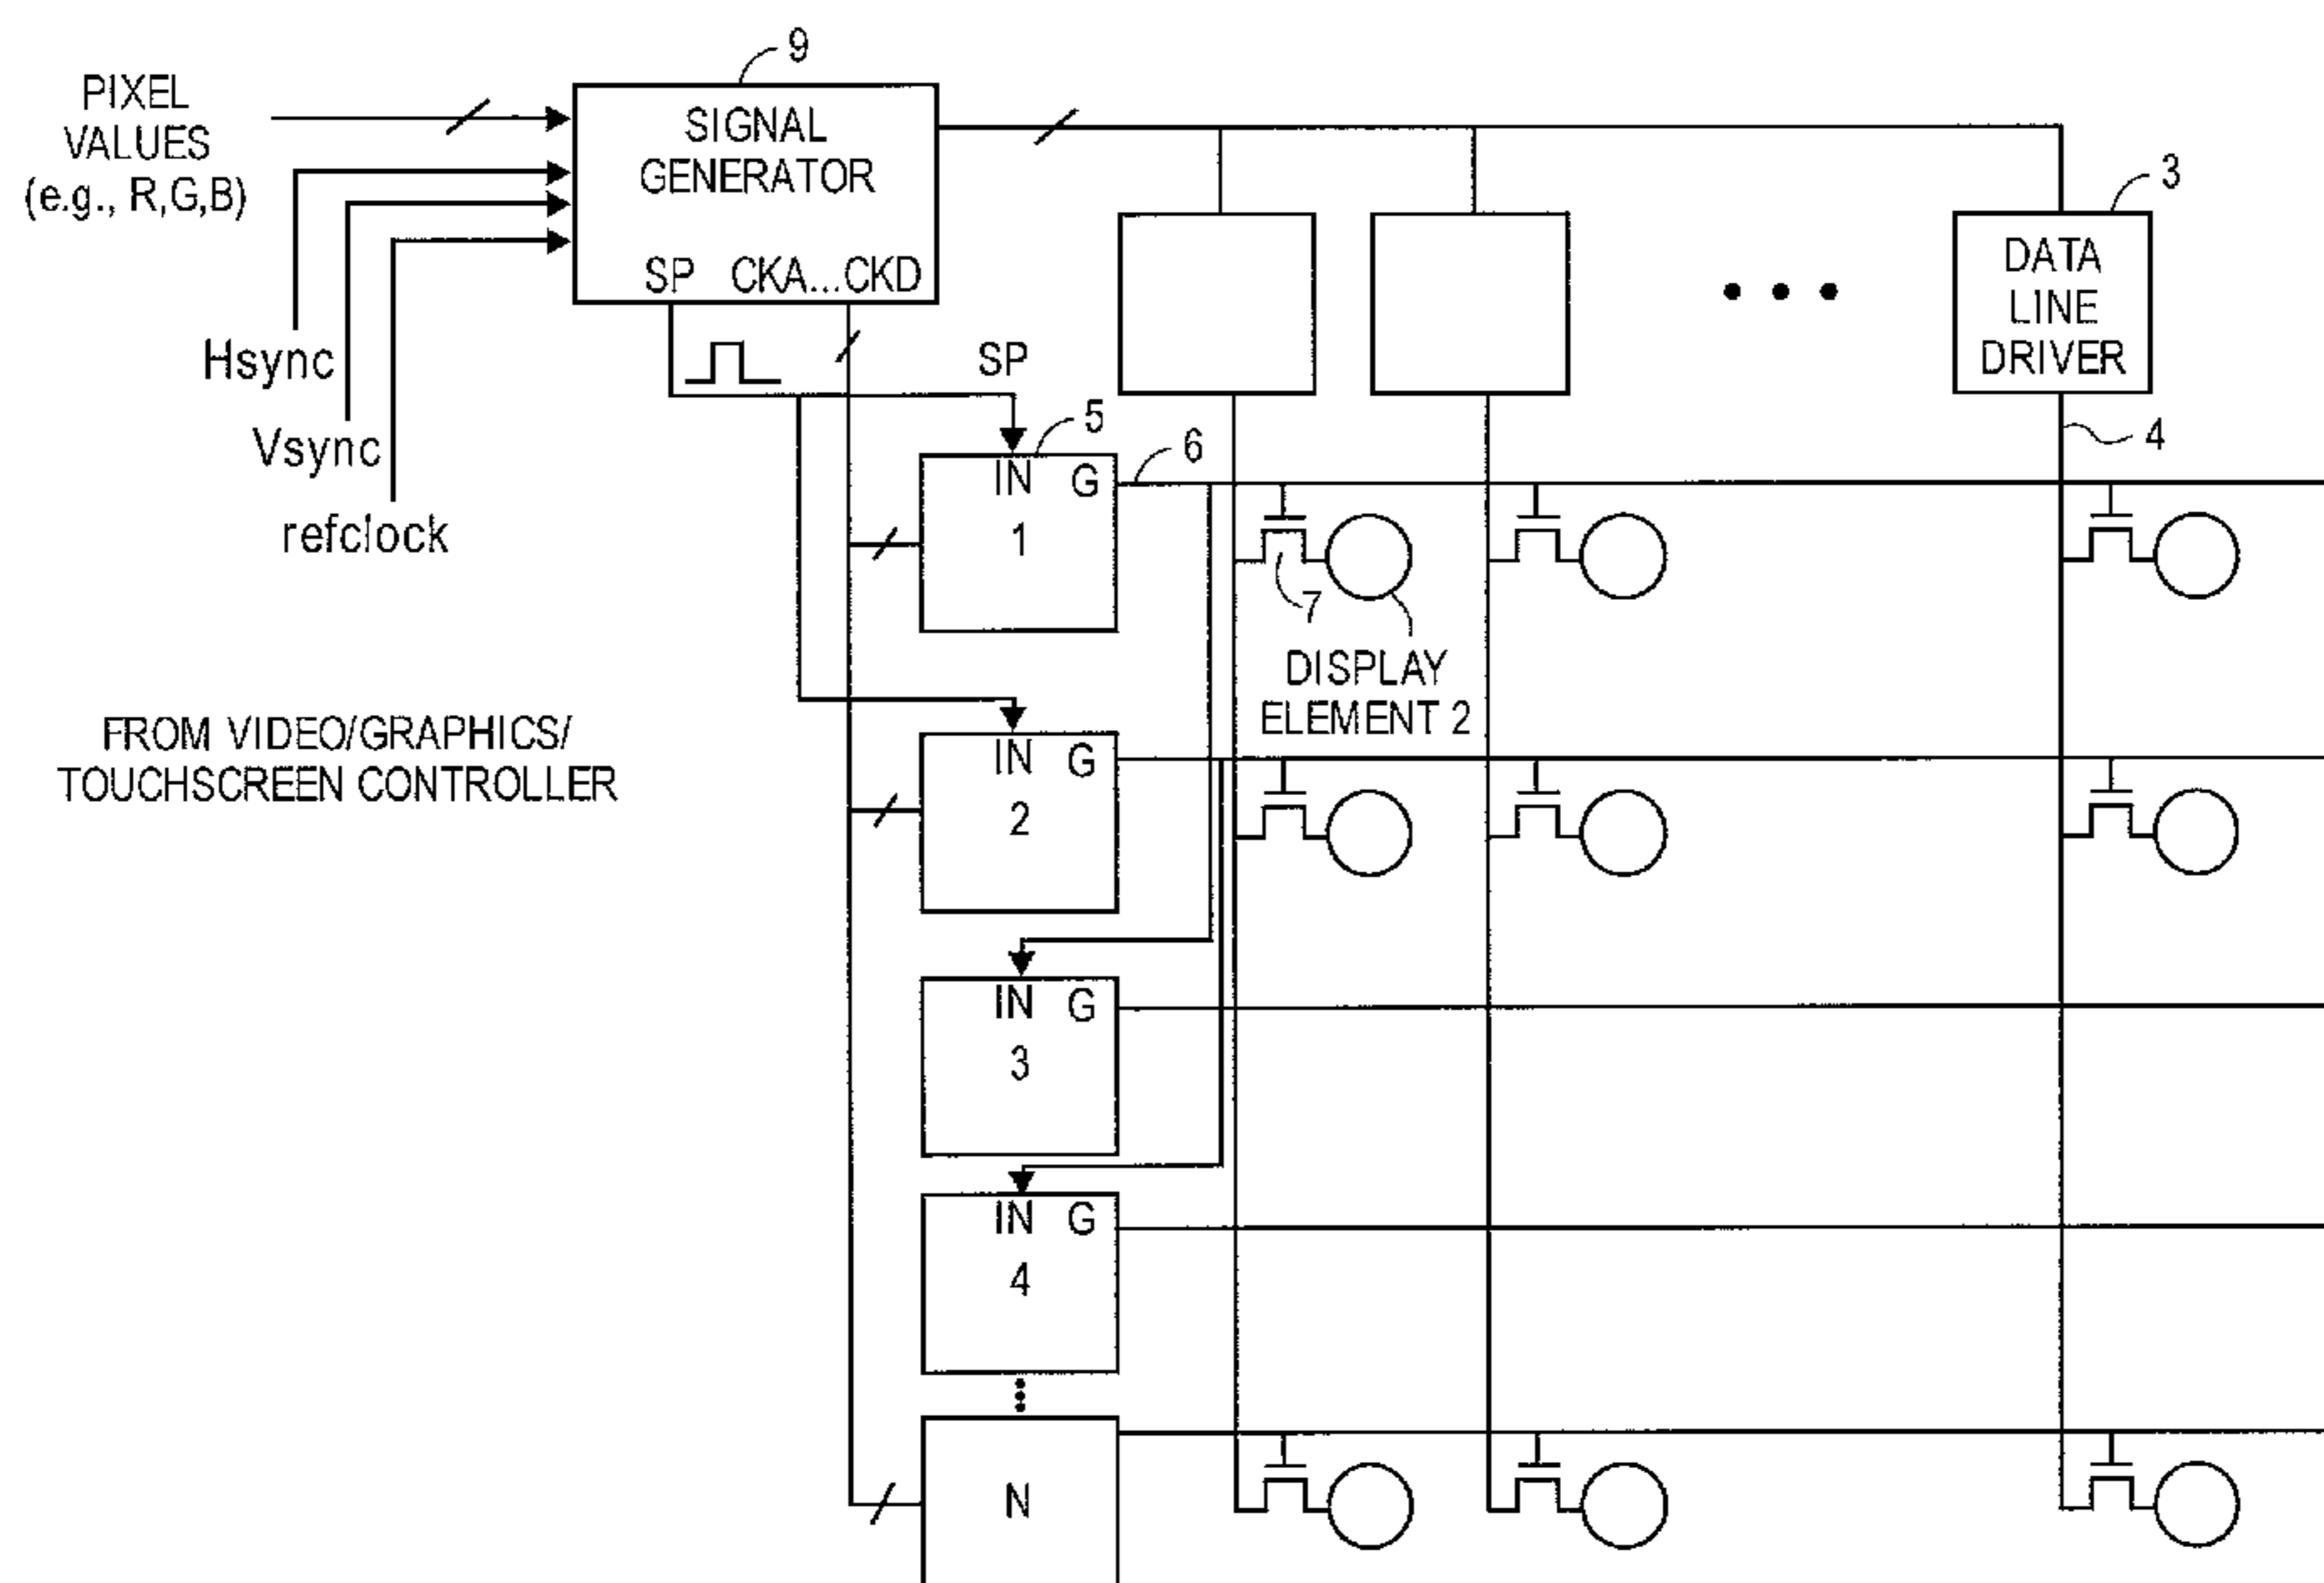 9
PIXEL
VALUES
(e.g., R,G,B)
SIGNAL
GENERATOR
SP CKA...CKD
3
DATA
LINE
DRIVER
Hsync
Vsync
refclock
SP
5
6
4
IN G
1
7
DISPLAY
ELEMENT 2
FROM VIDEO/GRAPHICS/
TOUCHSCREEN CONTROLLER
IN G
2
IN G
3
IN G
4
N